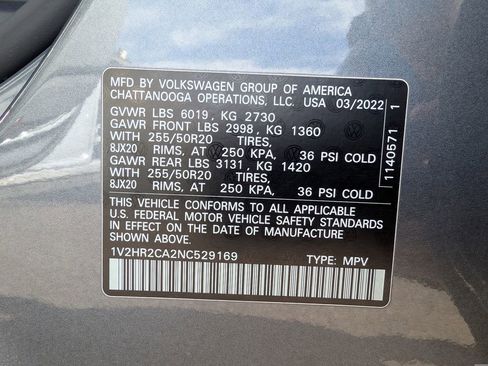 MFD BY VOLKSWAGEN GROUP OF AMERICA
CHATTANOOGA OPERATIONS, LLC. USA 03/2022
GVWR LBS 6019, KG 2730
GAWR FRONT LBS 2998, KG 1360
WITH 255/50R20 TIRES,
8JX20 RIMS, AT 250 KPA, 36 PSI COLD
GAWR REAR LBS 3131, KG 1420
WITH 255/50R20 TIRES,
8JX20 RIMS, AT 250 KPA, 36 PSI COLD
THIS VEHICLE CONFORMS TO ALL APPLICABLE
U.S. FEDERAL MOTOR VEHICLE SAFETY STANDARDS
IN EFFECT ON THE DATE OF MANUFACTURE
SHOWN ABOVE.
1V2HR2CA2NC529169 TYPE: MPV
1140571 1